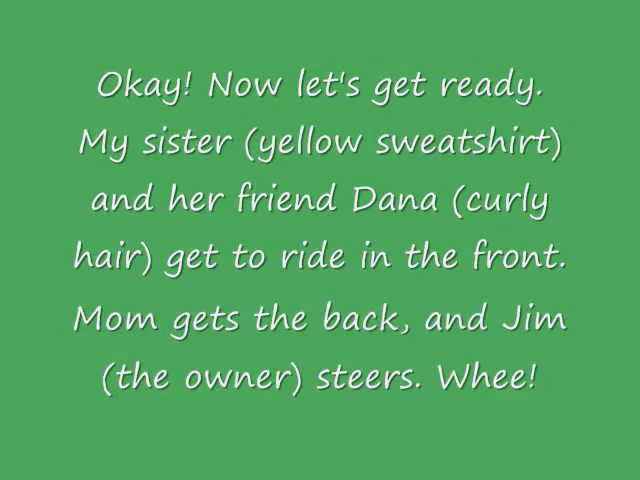 Okay! Now let's get ready.
My sister (yellow sweatshirt)
and her friend Dana (curly
hair) get to ride in the front.
Mom gets the back, and Jim
(the owner) steers. Whee!